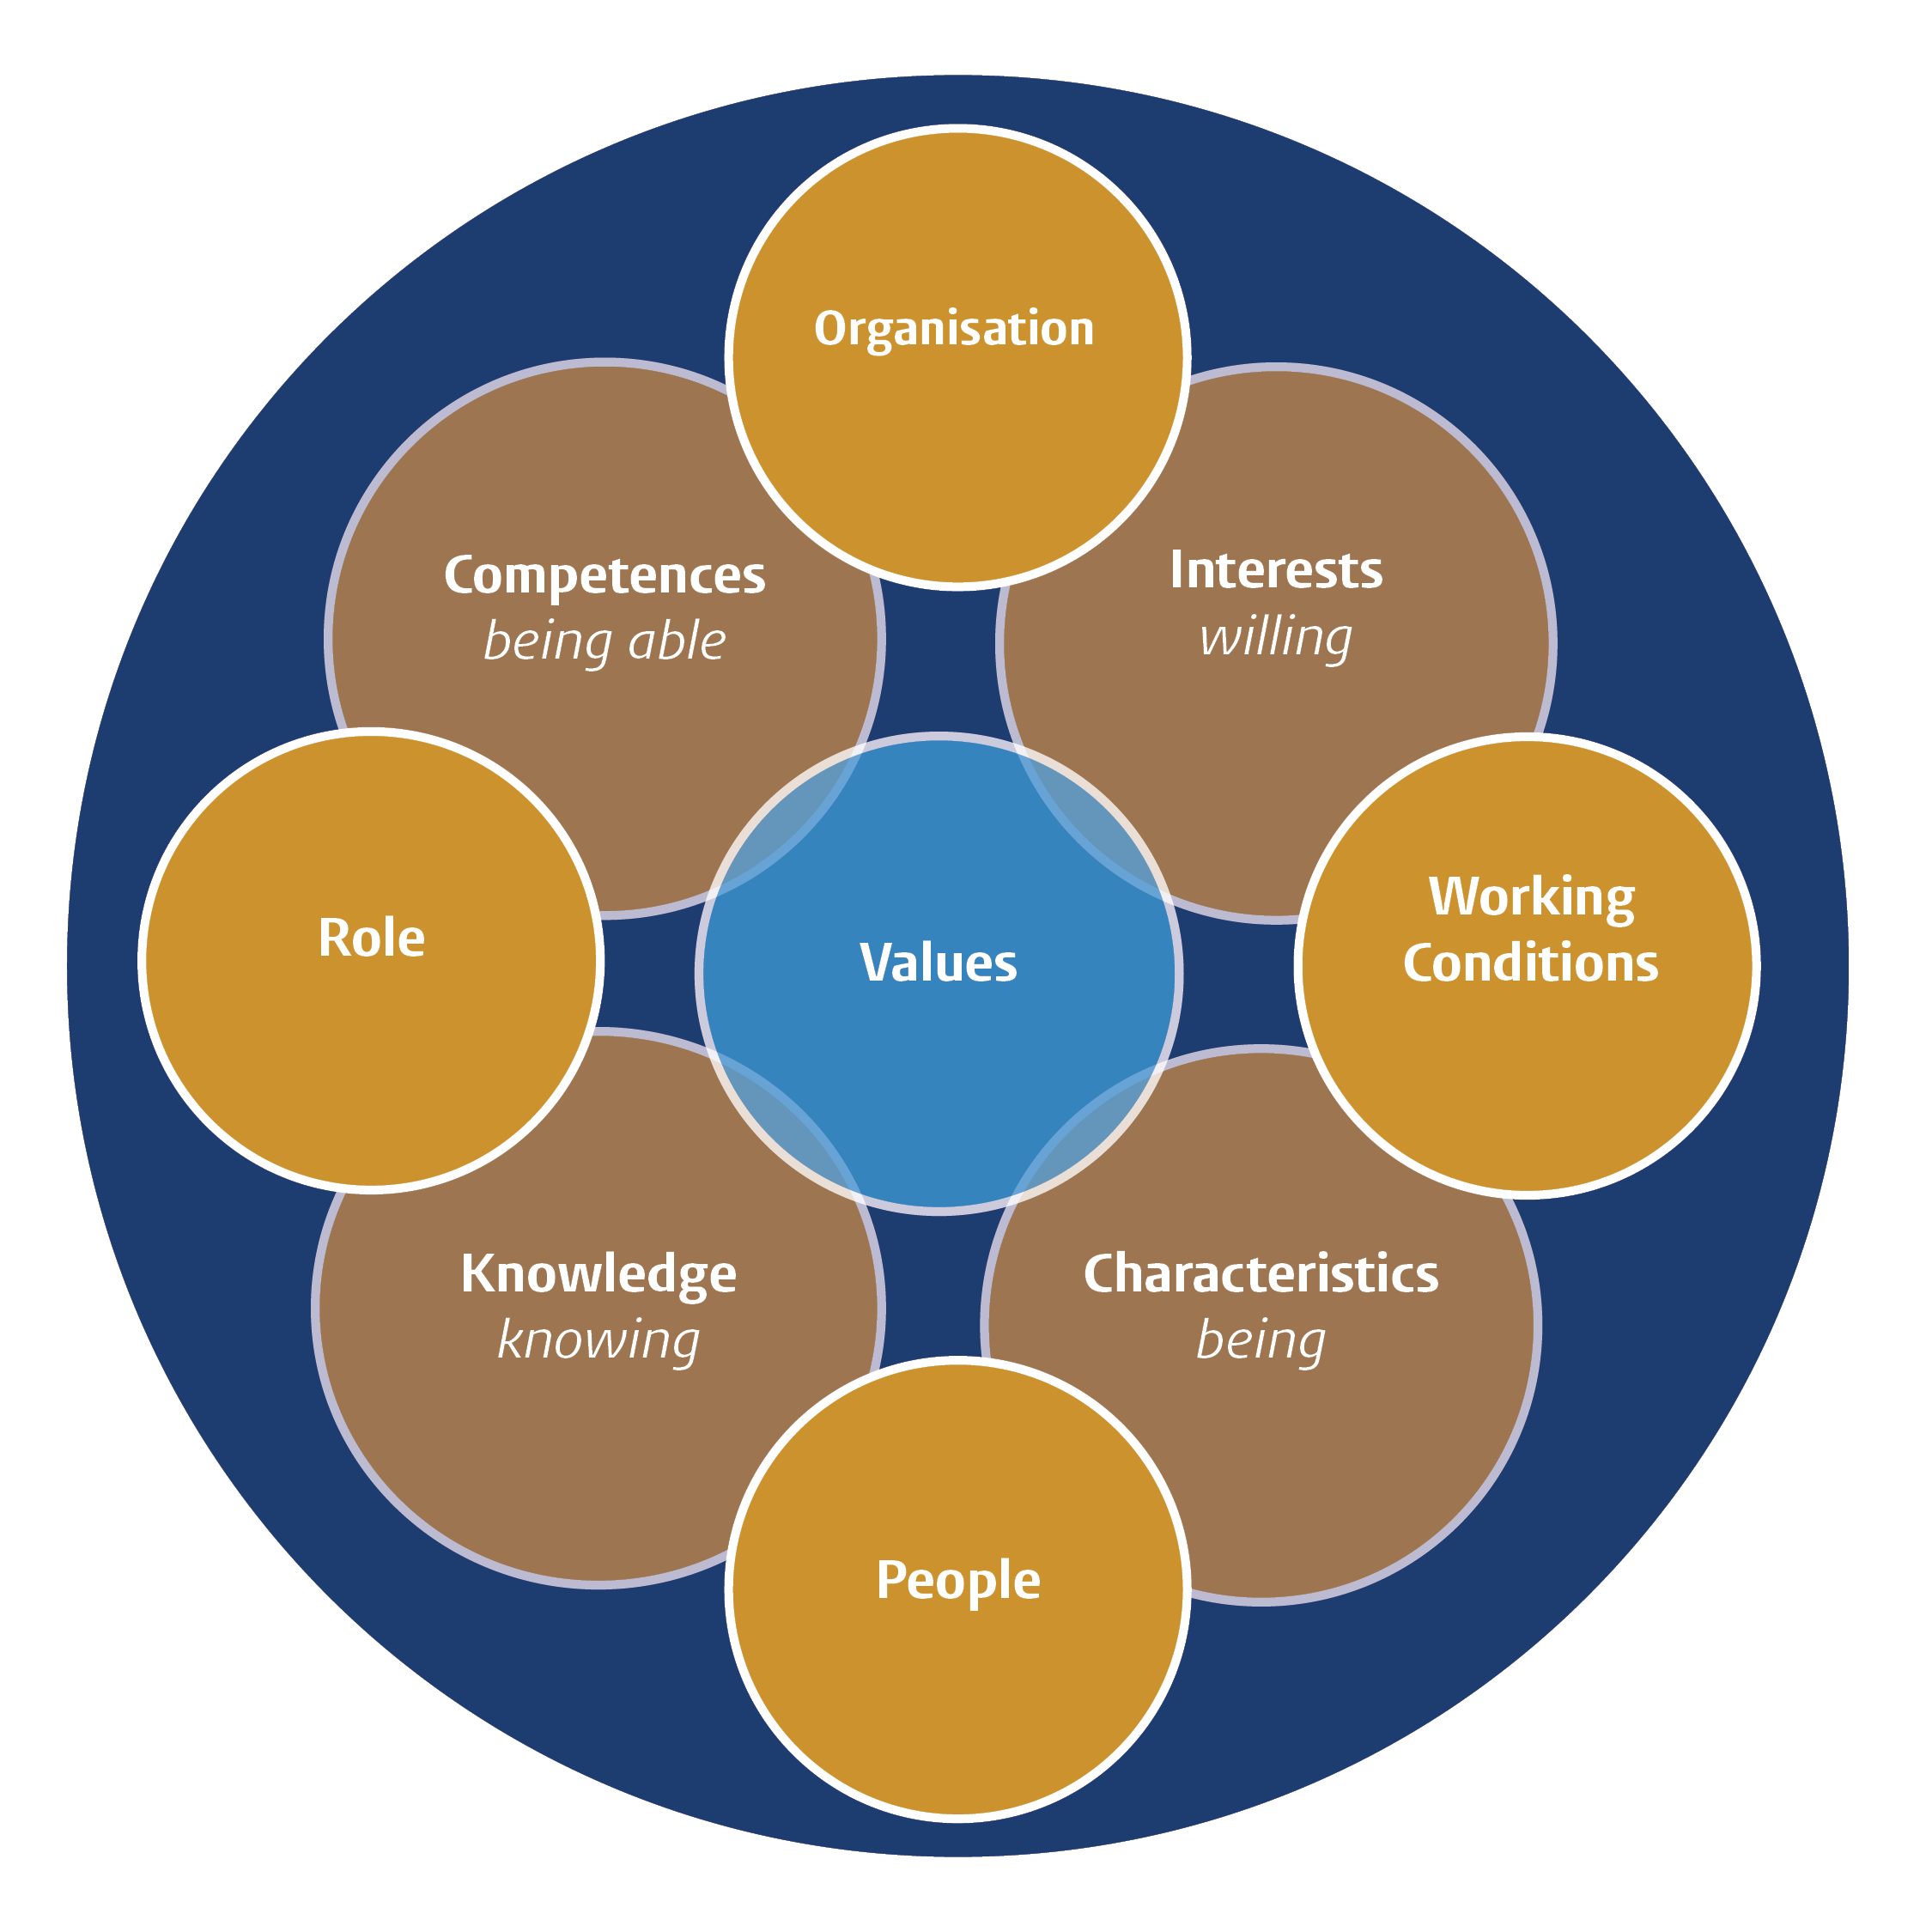 Organisation
Competences
being able
Interests
willing
Role
Values
Working
Conditions
Knowledge
knowing
Characteristics
being
People